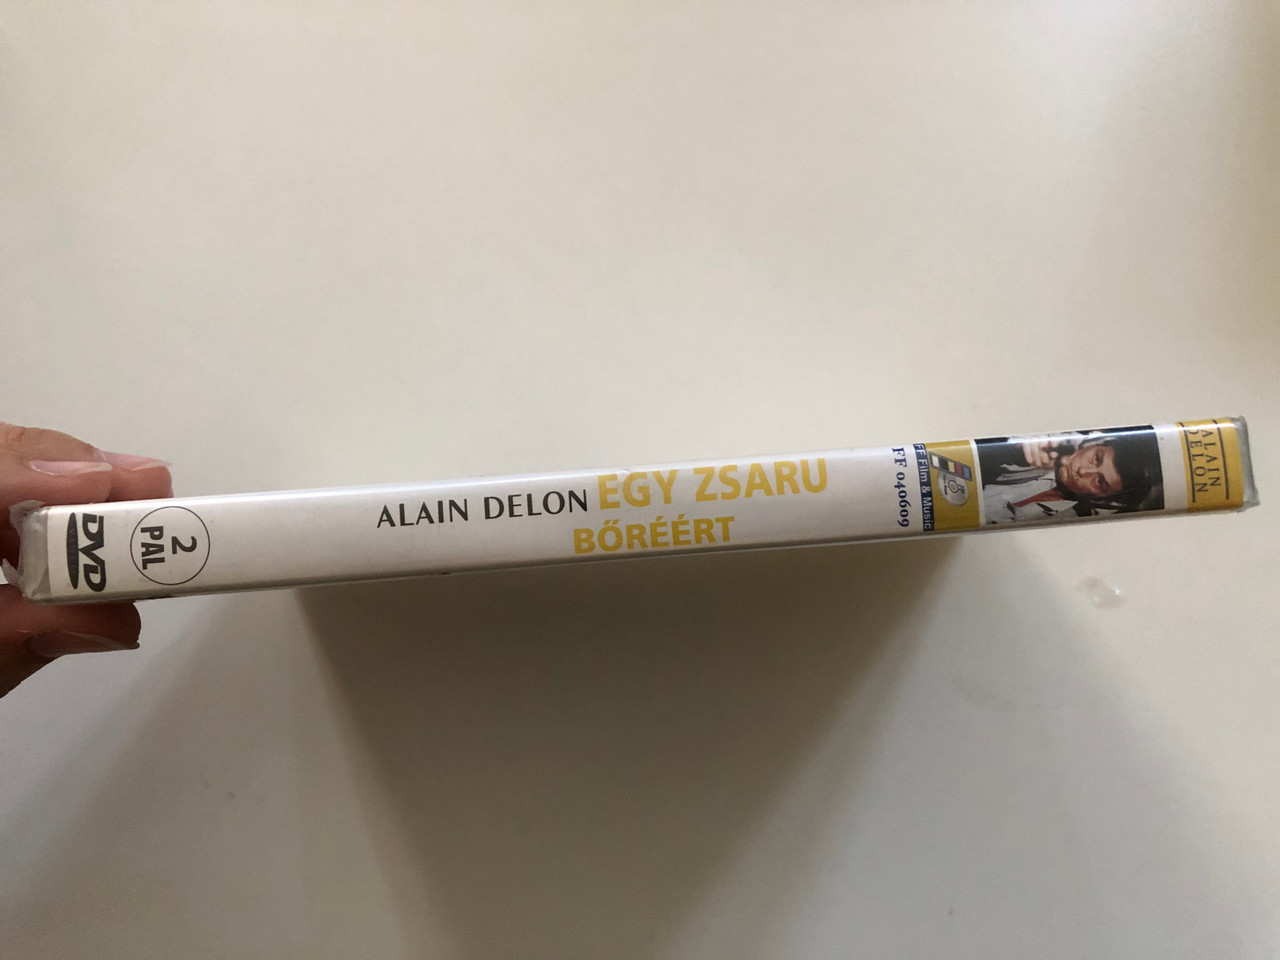 DVD
2
PAL
ALAIN DELON EGY ZSARU
BŐRÉÉRT
FF 040609
FF Film & Music
ALAIN
DELON